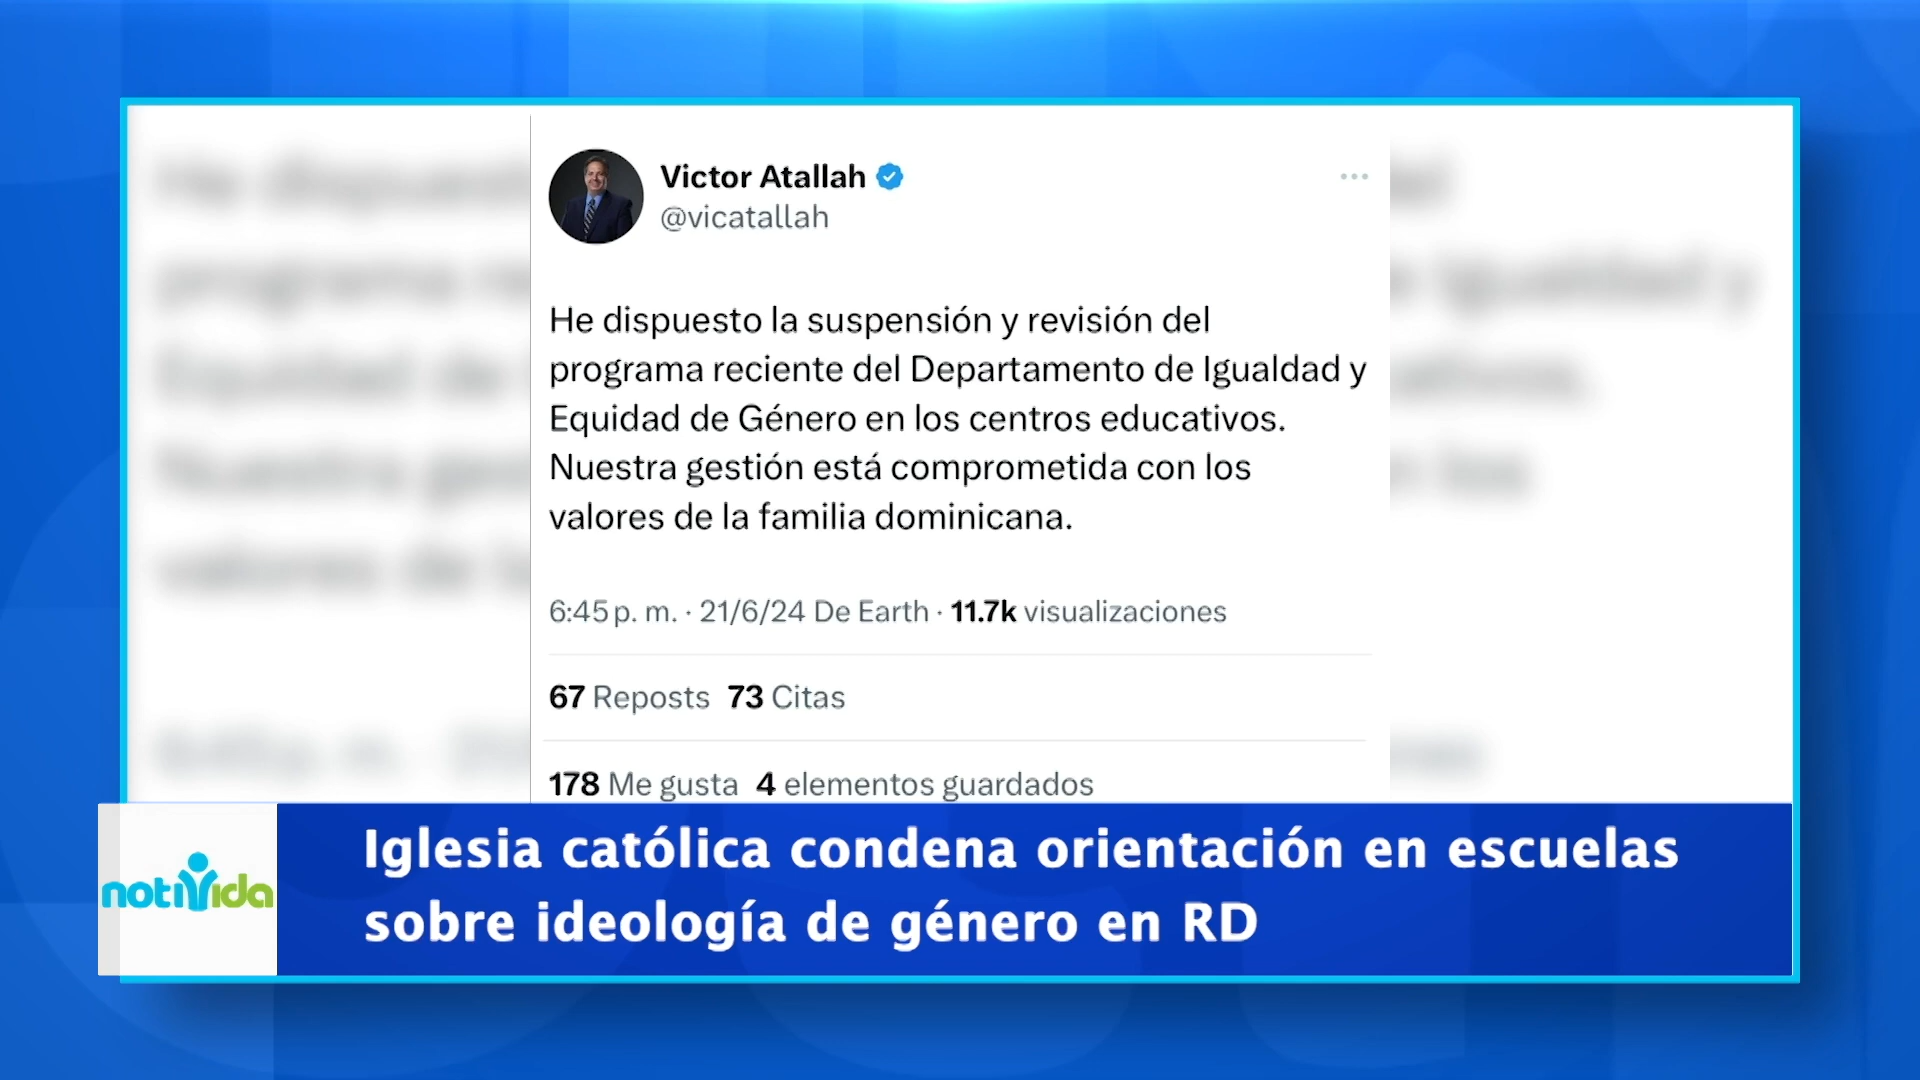 Victor Atallah
@vicatallah
He dispuesto la suspensión y revisión del
programa reciente del Departamento de Igualdad y
Equidad de Género en los centros educativos.
Nuestra gestión está comprometida con los
valores de la familia dominicana.
6:45 p. m. · 21/6/24 De Earth · 11.7k visualizaciones
67 Reposts 73 Citas
178 Me gusta 4 elementos guardados
notiVida
Iglesia católica condena orientación en escuelas
sobre ideología de género en RD